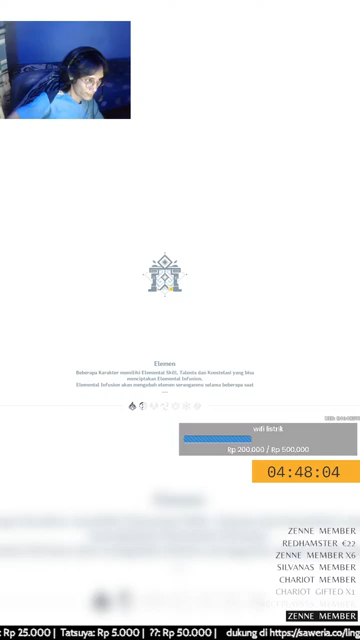 Elemen
Beberapa Karakter memiliki Elemental Skill, Talenta dan Konstelasi yang bisa
menciptakan Elemental Infusion.
Elemental Infusion akan mengubah elemen serangannya selama beberapa saat
wifi listrik
Rp 200,000 / Rp 500,000
04:48:04
ZENNE MEMBER
REDHAMSTER €22
ZENNE MEMBER X6
SILVANAS MEMBER
CHARIOT MEMBER
CHARIOT GIFTED X1
ZENNE MEMBER
: Rp 25.000 | Tatsuya: Rp 5.000 | ??: Rp 50.000 | dukung di https://saweria.co/lin